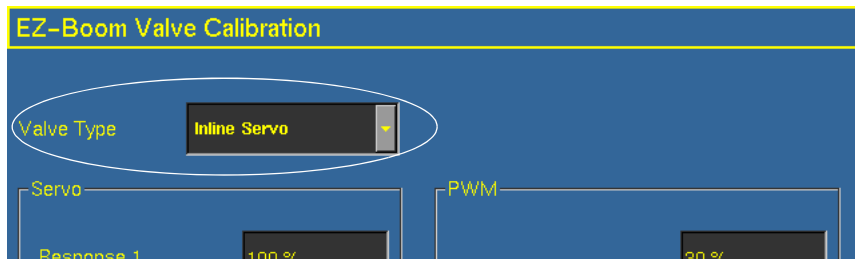 EZ-Boom Valve Calibration
Valve Type Inline Servo
Servo PWM
Response 1 100 % 30 %